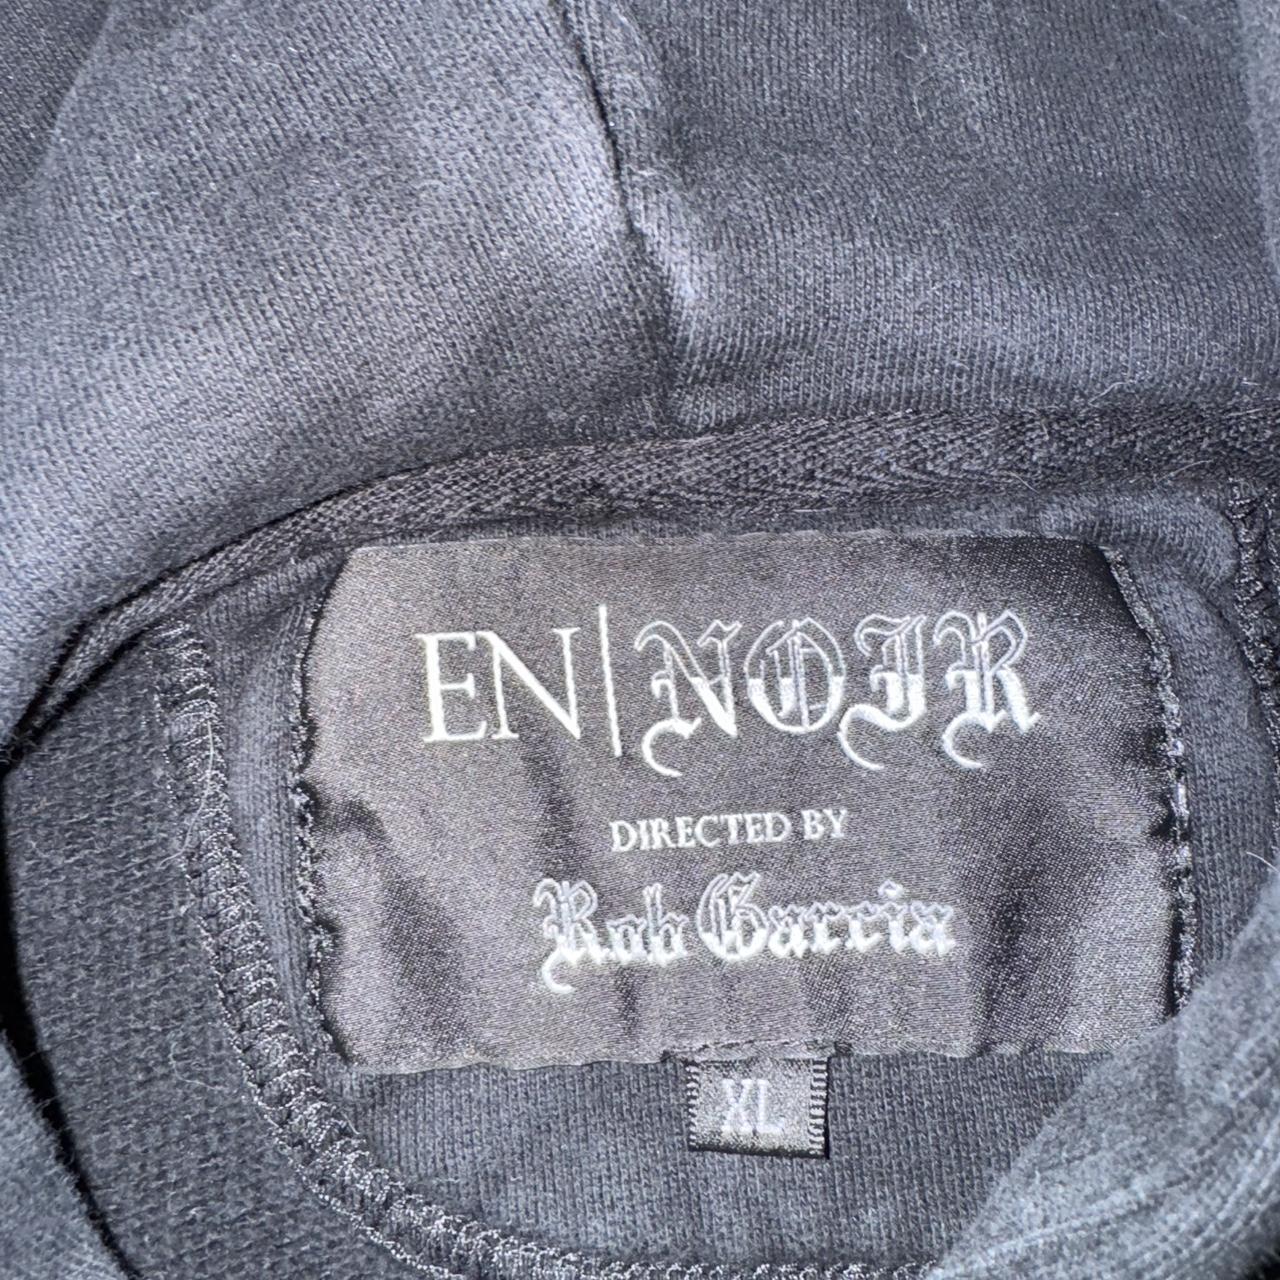 EN|NOIR
DIRECTED BY
Rob Garcia
XL